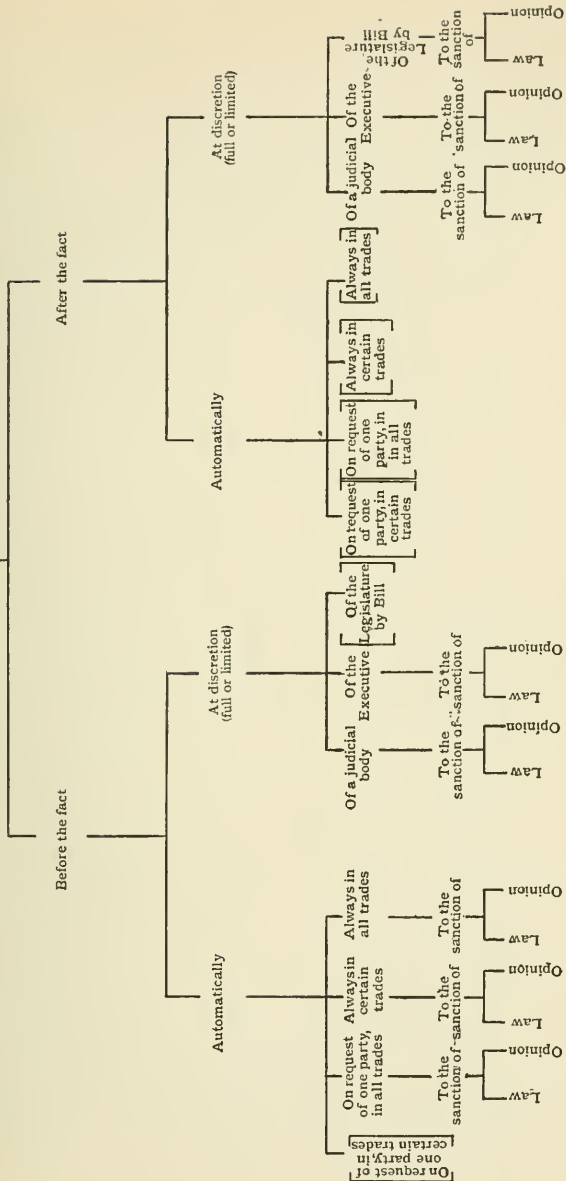 Before the fact
After the fact
Automatically
At discretion
(full or limited)
Automatically
At discretion
(full or limited)
[On request of
one party, in
certain trades]
On request
of one party,
in all trades
Always in
certain
trades
Always in
all trades
Of a judicial
body
Of the
Executive
[Of the
Legislature
by Bill]
[On request
of one
party, in
certain
trades]
[On request
of one
party, in
in all
trades]
[Always in
certain
trades]
[Always in
all trades]
Of a judicial
body
Of the
Executive
Of the
Legislature
by Bill
To the
sanction of
To the
sanction of
To the
sanction of
To the
sanction of
To the
sanction of
To the
sanction of
To the
sanction of
To the
sanction
of
Law
Opinion
Law
Opinion
Law
Opinion
Law
Opinion
Law
Opinion
Law
Opinion
Law
Opinion
Law
Opinion